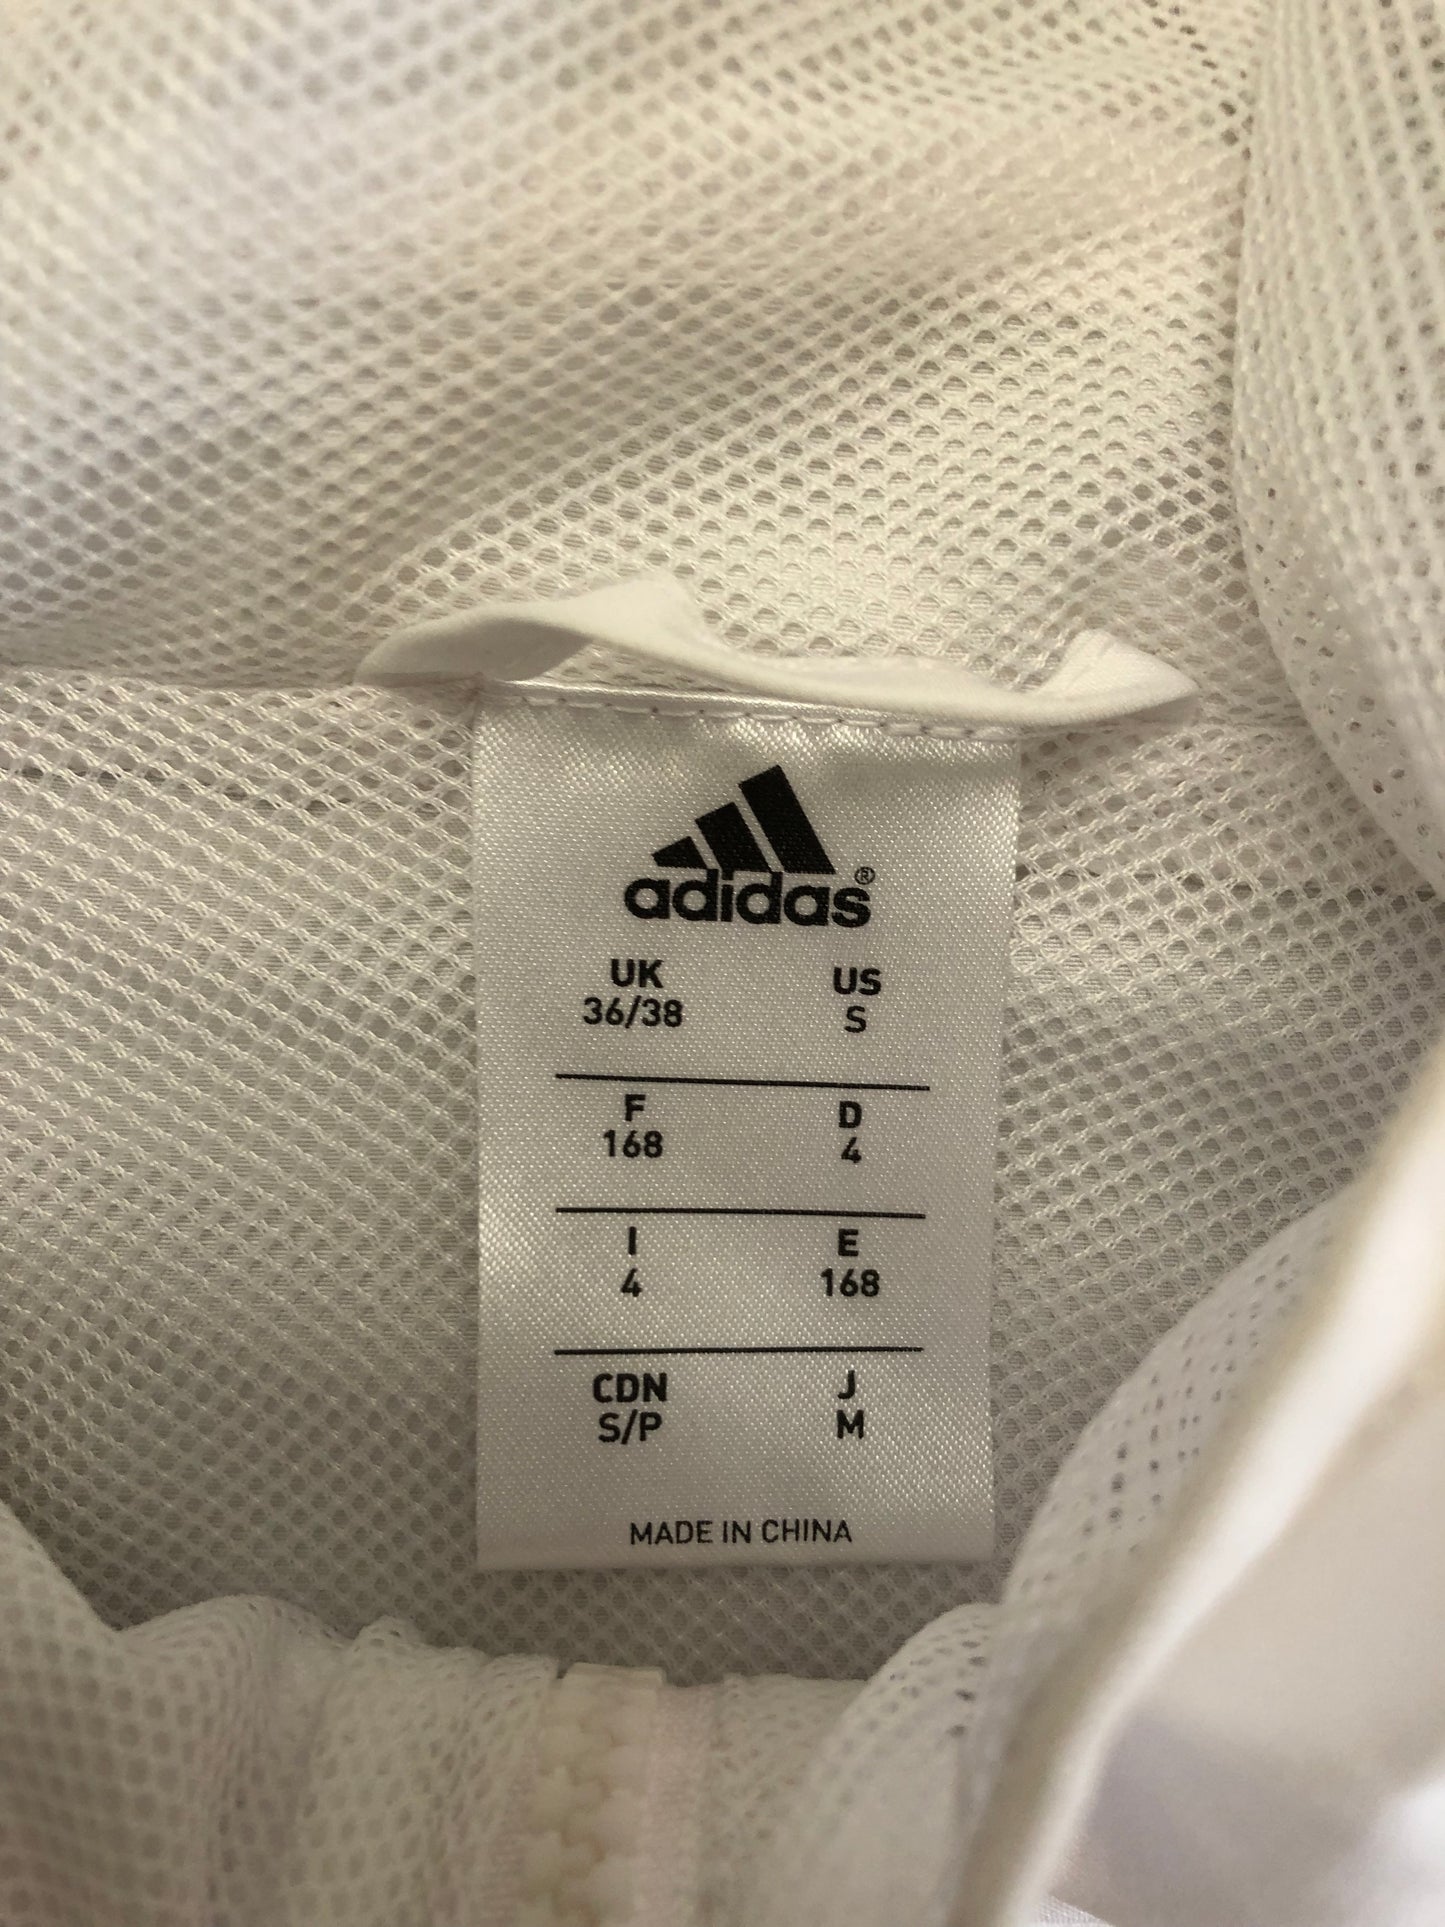 adidas®
UK US
36/38 S
F D
168 4
I E
4 168
CDN J
S/P M
MADE IN CHINA